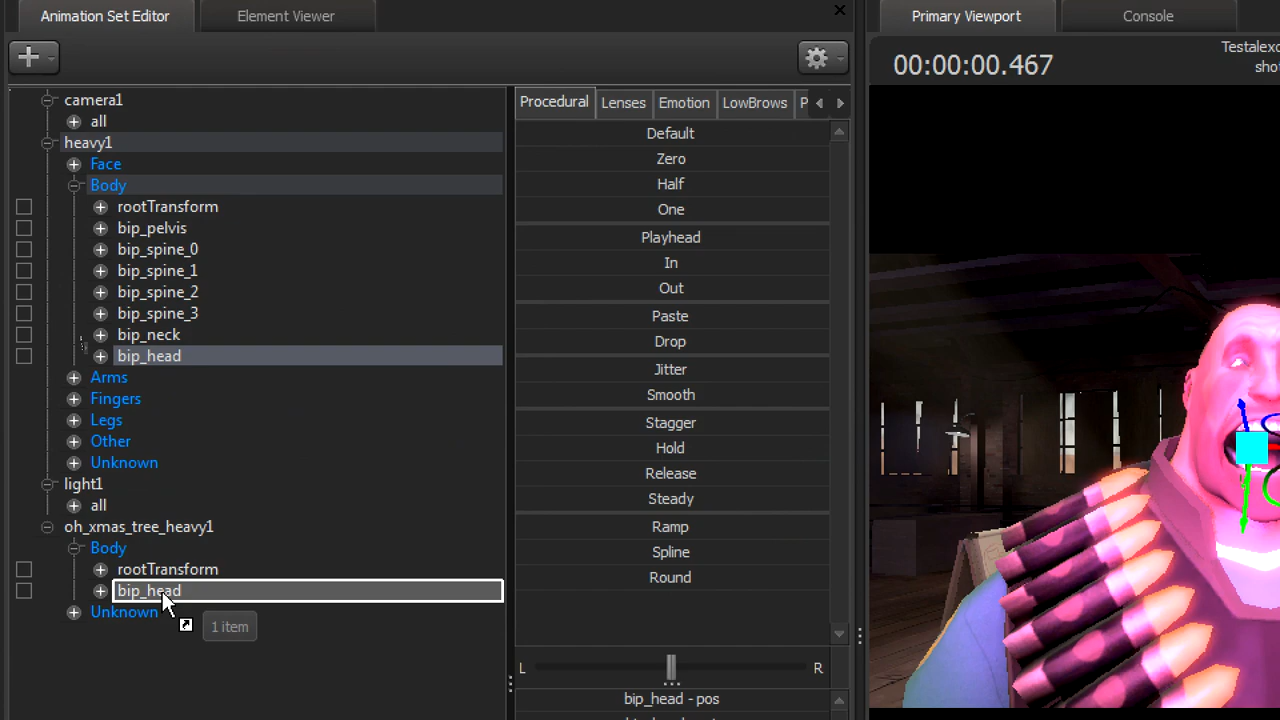 Animation Set Editor
Element Viewer
camera1
all
heavy1
Face
Body
rootTransform
bip_pelvis
bip_spine_0
bip_spine_1
bip_spine_2
bip_spine_3
bip_neck
bip_head
Arms
Fingers
Legs
Other
Unknown
light1
all
oh_xmas_tree_heavy1
Body
rootTransform
bip_head
Unknown
1 item
Procedural
Lenses
Emotion
LowBrows
P
Default
Zero
Half
One
Playhead
In
Out
Paste
Drop
Jitter
Smooth
Stagger
Hold
Release
Steady
Ramp
Spline
Round
L
R
bip_head - pos
Primary Viewport
Console
00:00:00.467
Testalexc
shot